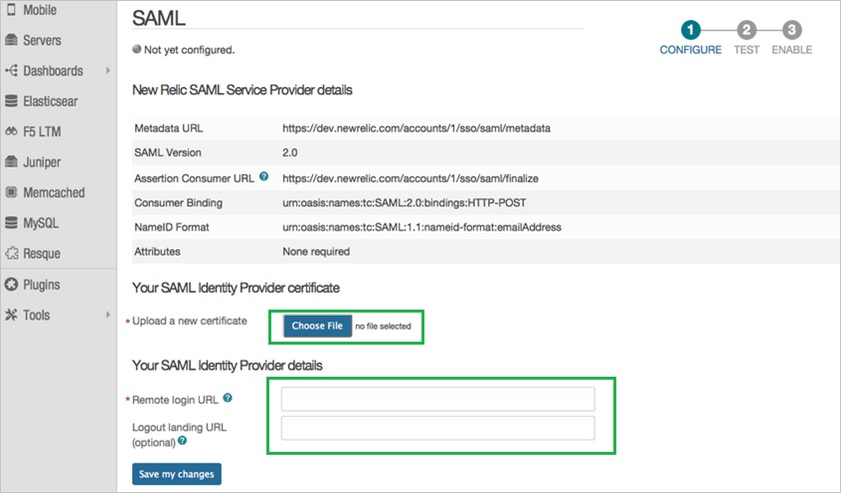 Mobile
Servers
Dashboards
Elasticsear
F5 LTM
Juniper
Memcached
MySQL
Resque
Plugins
Tools
SAML
Not yet configured.
1 2 3
CONFIGURE TEST ENABLE
New Relic SAML Service Provider details
Metadata URL https://dev.newrelic.com/accounts/1/sso/saml/metadata
SAML Version 2.0
Assertion Consumer URL ? https://dev.newrelic.com/accounts/1/sso/saml/finalize
Consumer Binding urn:oasis:names:tc:SAML:2.0:bindings:HTTP-POST
NameID Format urn:oasis:names:tc:SAML:1.1:nameid-format:emailAddress
Attributes None required
Your SAML Identity Provider certificate
* Upload a new certificate Choose File no file selected
Your SAML Identity Provider details
* Remote login URL ?
Logout landing URL
(optional) ?
Save my changes